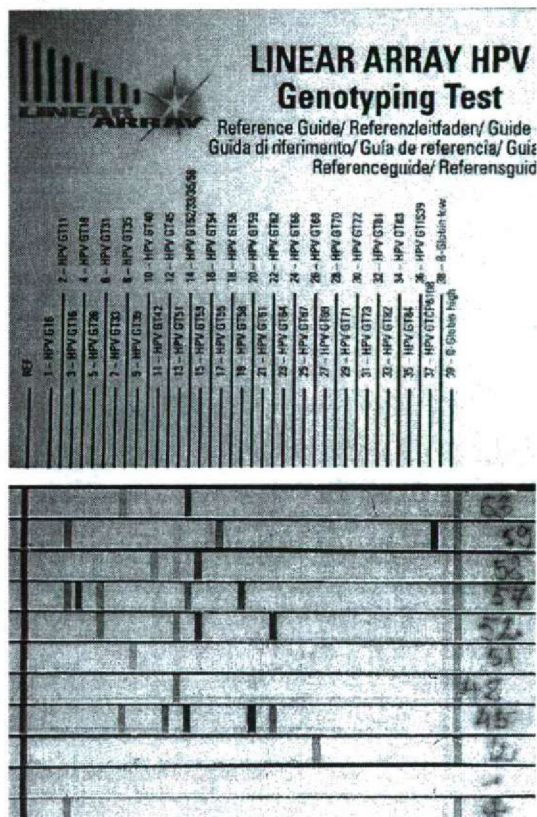 LINEAR ARRAY
LINEAR ARRAY HPV
Genotyping Test
Reference Guide/ Referenzleitfaden/ Guide
Guida di riferimento/ Guía de referencia/ Guia
Referenceguide/ Referensguid
REF
1 – HPV GT6
2 – HPV GT11
3 – HPV GT16
4 – HPV GT18
5 – HPV GT26
6 – HPV GT31
7 – HPV GT33
8 – HPV GT35
9 – HPV GT39
10 – HPV GT40
11 – HPV GT42
12 – HPV GT45
13 – HPV GT51
14 – HPV GT52/33/35/58
15 – HPV GT53
16 – HPV GT54
17 – HPV GT55
18 – HPV GT56
19 – HPV GT58
20 – HPV GT59
21 – HPV GT61
22 – HPV GT62
23 – HPV GT64
24 – HPV GT66
25 – HPV GT67
26 – HPV GT68
27 – HPV GT69
28 – HPV GT70
29 – HPV GT71
30 – HPV GT72
31 – HPV GT73
32 – HPV GT81
33 – HPV GT82
34 – HPV GT83
35 – HPV GT84
36 – HPV GTIS39
37 – HPV GTCP6108
38 – ß-Globin low
39 – ß-Globin high
63
59
53
57
52
51
48
45